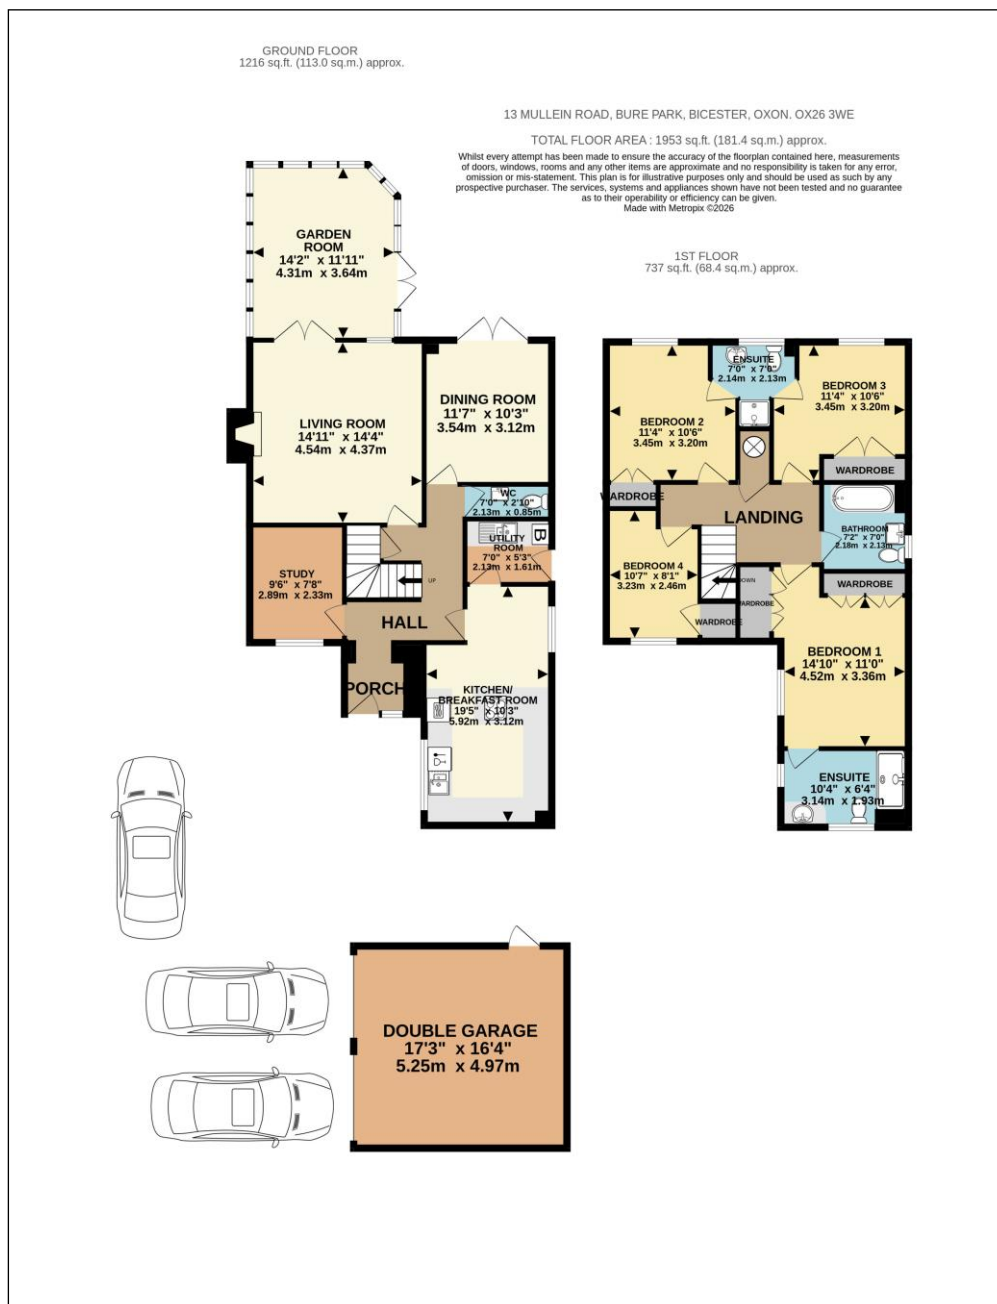 GROUND FLOOR
1216 sq.ft. (113.0 sq.m.) approx.
13 MULLEIN ROAD, BURE PARK, BICESTER, OXON. OX26 3WE
TOTAL FLOOR AREA : 1953 sq.ft. (181.4 sq.m.) approx.
Whilst every attempt has been made to ensure the accuracy of the floorplan contained here, measurements
of doors, windows, rooms and any other items are approximate and no responsibility is taken for any error,
omission or mis-statement. This plan is for illustrative purposes only and should be used as such by any
prospective purchaser. The services, systems and appliances shown have not been tested and no guarantee
as to their operability or efficiency can be given.
Made with Metropix ©2026
GARDEN
ROOM
14'2" x 11'11"
4.31m x 3.64m
LIVING ROOM
14'11" x 14'4"
4.54m x 4.37m
DINING ROOM
11'7" x 10'3"
3.54m x 3.12m
WC
7'0" x 2'10"
2.13m x 0.85m
UTILITY
ROOM
7'0" x 5'3"
2.13m x 1.61m
B
STUDY
9'6" x 7'8"
2.89m x 2.33m
UP
HALL
PORCH
KITCHEN/
BREAKFAST ROOM
19'5" x 10'3"
5.92m x 3.12m
1ST FLOOR
737 sq.ft. (68.4 sq.m.) approx.
ENSUITE
7'0" x 7'0"
2.14m x 2.13m
BEDROOM 2
11'4" x 10'6"
3.45m x 3.20m
BEDROOM 3
11'4" x 10'6"
3.45m x 3.20m
WARDROBE
WARDROBE
LANDING
BATHROOM
7'2" x 7'0"
2.18m x 2.13m
BEDROOM 4
10'7" x 8'1"
3.23m x 2.46m
DOWN
WARDROBE
WARDROBE
WARDROBE
BEDROOM 1
14'10" x 11'0"
4.52m x 3.36m
ENSUITE
10'4" x 6'4"
3.14m x 1.93m
DOUBLE GARAGE
17'3" x 16'4"
5.25m x 4.97m